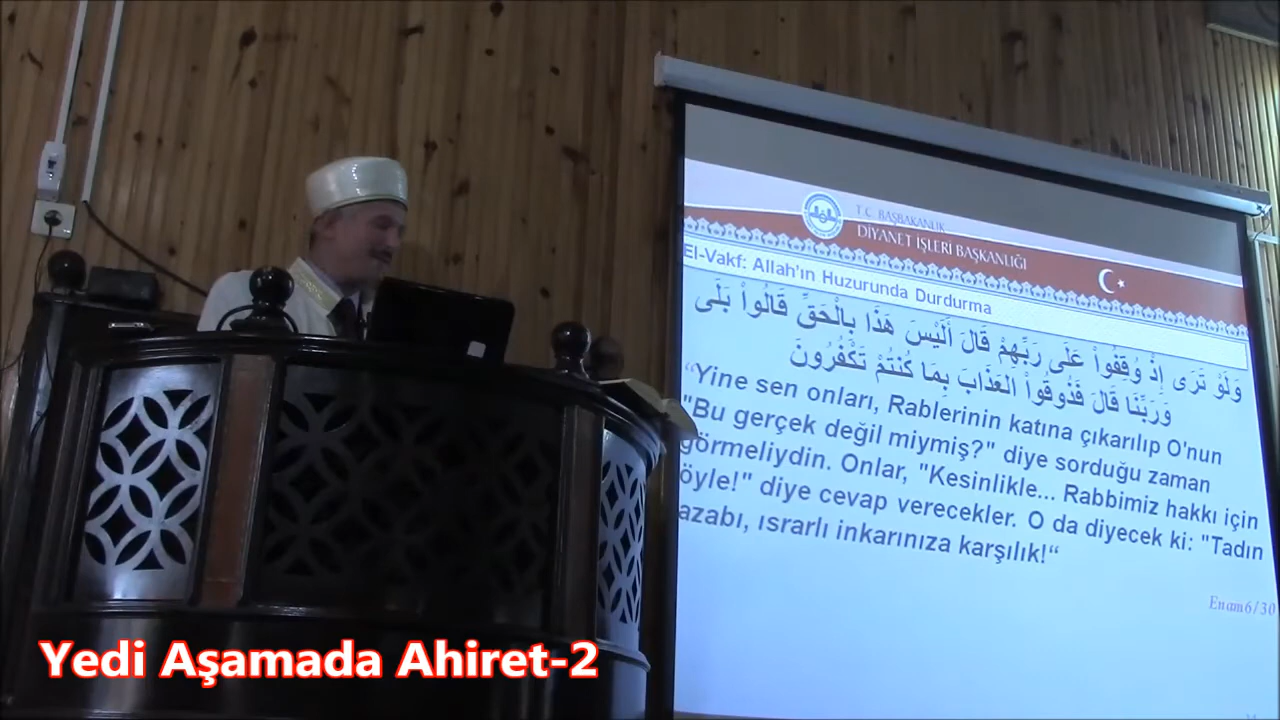 T.C. BAŞBAKANLIK
DİYANET İŞLERİ BAŞKANLIĞI
El-Vakf: Allah'ın Huzurunda Durdurma
وَلَوْ تَرَى إِذْ وُقِفُواْ عَلَى رَبِّهِمْ قَالَ أَلَيْسَ هَذَا بِالْحَقِّ قَالُواْ بَلَى
وَرَبِّنَا قَالَ فَذُوقُواْ الْعَذَابَ بِمَا كُنتُمْ تَكْفُرُونَ
“Yine sen onları, Rablerinin katına çıkarılıp O'nun
"Bu gerçek değil miymiş?" diye sorduğu zaman
görmeliydin. Onlar, "Kesinlikle... Rabbimiz hakkı için
öyle!" diye cevap verecekler. O da diyecek ki: "Tadın
azabı, ısrarlı inkarınıza karşılık!“
Enam6/30
Yedi Aşamada Ahiret-2